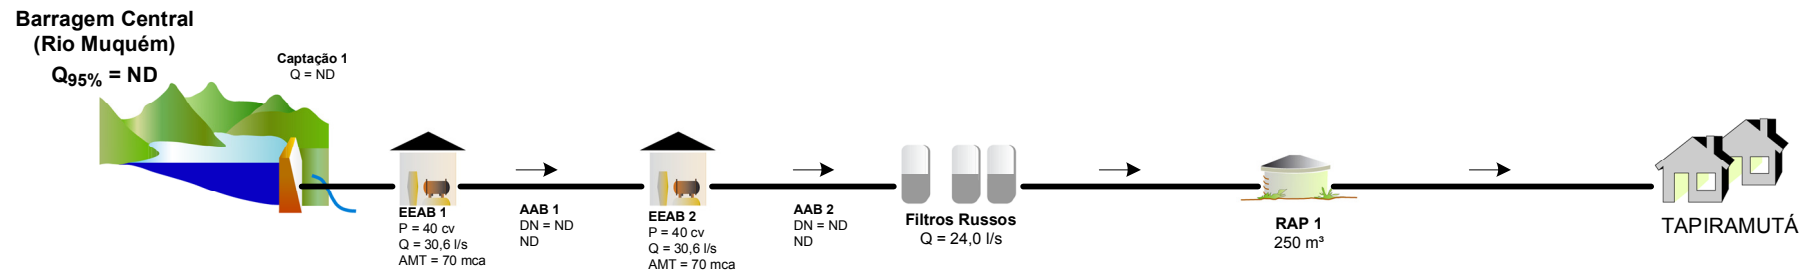 Barragem Central
(Rio Muquém)
Q95% = ND
Captação 1
Q = ND
EEAB 1
P = 40 cv
Q = 30,6 l/s
AMT = 70 mca
AAB 1
DN = ND
ND
EEAB 2
P = 40 cv
Q = 30,6 l/s
AMT = 70 mca
AAB 2
DN = ND
ND
Filtros Russos
Q = 24,0 l/s
RAP 1
250 m³
TAPIRAMUTÁ